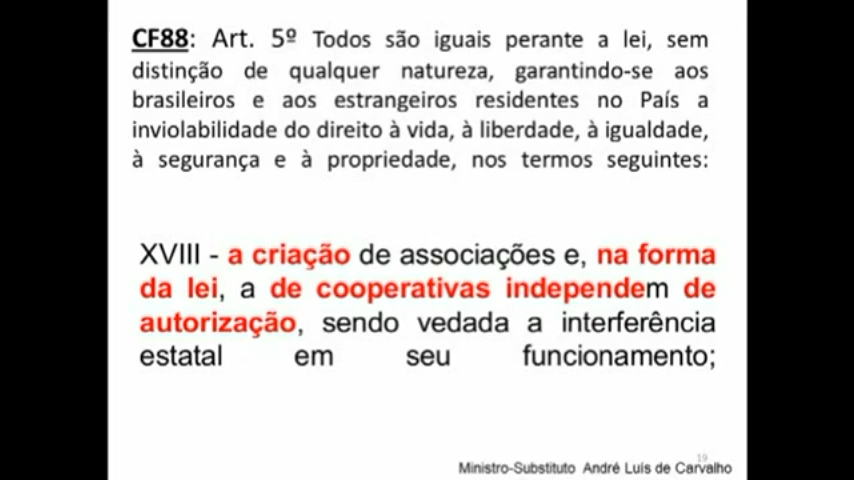 CF88: Art. 5º Todos são iguais perante a lei, sem
distinção de qualquer natureza, garantindo-se aos
brasileiros e aos estrangeiros residentes no País a
inviolabilidade do direito à vida, à liberdade, à igualdade,
à segurança e à propriedade, nos termos seguintes:
XVIII - a criação de associações e, na forma
da lei, a de cooperativas independem de
autorização, sendo vedada a interferência
estatal em seu funcionamento;
19
Ministro-Substituto André Luís de Carvalho